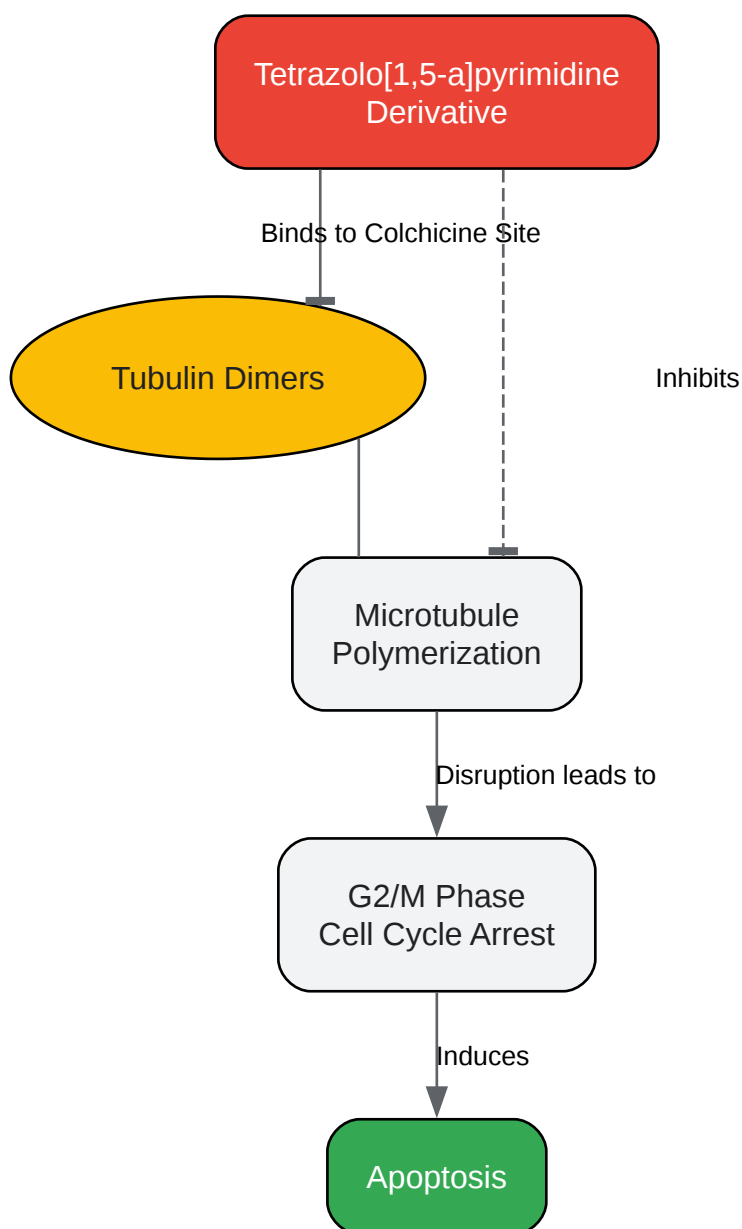 Tetrazolo[1,5-a]pyrimidine
Derivative
Binds to Colchicine Site
Tubulin Dimers
Inhibits
Microtubule
Polymerization
Disruption leads to
G2/M Phase
Cell Cycle Arrest
Induces
Apoptosis